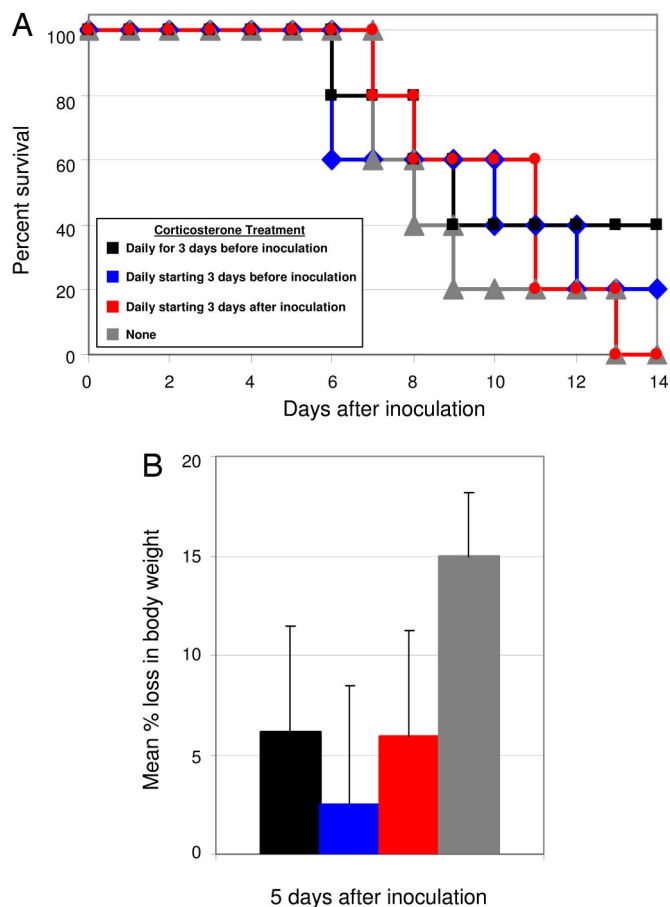 A
100
80
60
40
20
0
Percent survival
Corticosterone Treatment
Daily for 3 days before inoculation
Daily starting 3 days before inoculation
Daily starting 3 days after inoculation
None
0 2 4 6 8 10 12 14
Days after inoculation
B
20
15
10
5
0
Mean % loss in body weight
5 days after inoculation